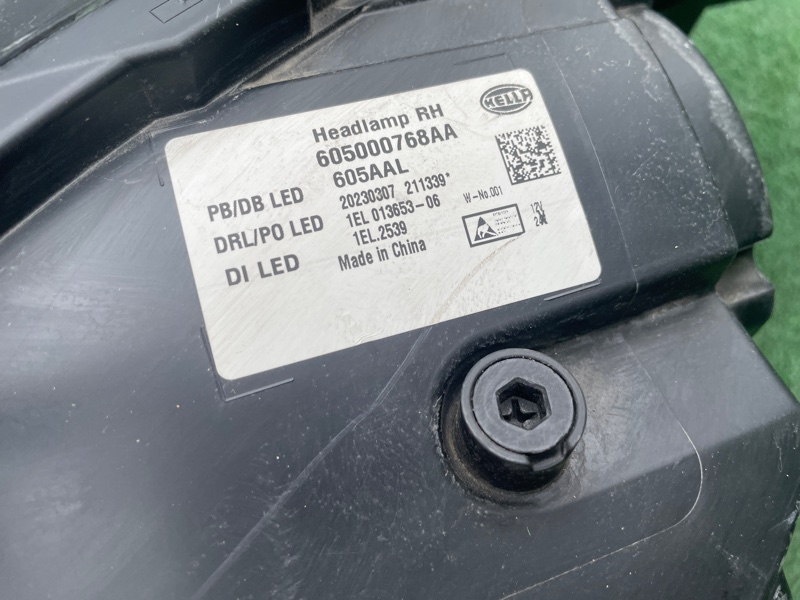 HELLA
Headlamp RH
605000768AA
605AAL
PB/DB LED
20230307 211339*
W-No.001
DRL/PO LED
1EL 013653-06
12V
DI LED
1EL.2539
Made in China